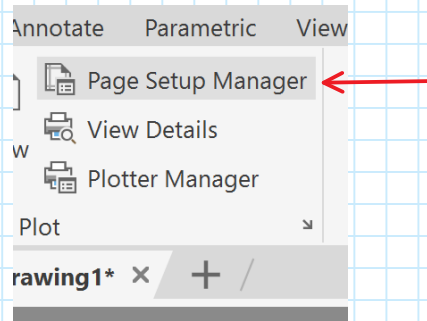 Annotate Parametric View
Page Setup Manager
View Details
w
Plotter Manager
Plot
rawing1*